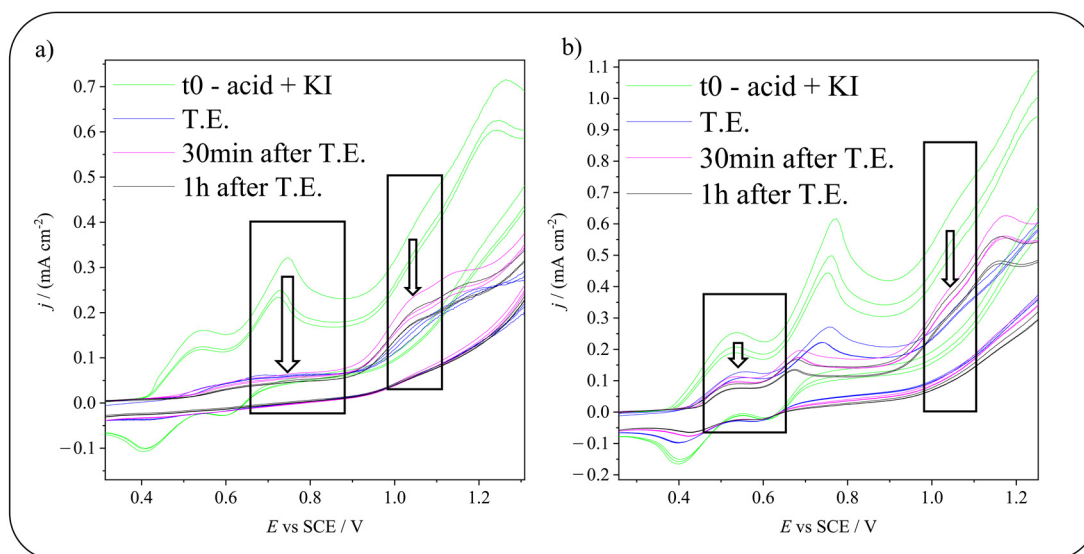 a)
t0 - acid + KI
T.E.
30min after T.E.
1h after T.E.
j / (mA cm-2)
0.7
0.6
0.5
0.4
0.3
0.2
0.1
0.0
−0.1
0.4
0.6
0.8
1.0
1.2
E vs SCE / V
b)
t0 - acid + KI
T.E.
30min after T.E.
1h after T.E.
j / (mA cm-2)
1.1
1.0
0.9
0.8
0.7
0.6
0.5
0.4
0.3
0.2
0.1
0.0
−0.1
0.2
0.4
0.6
0.8
1.0
1.2
E vs SCE / V